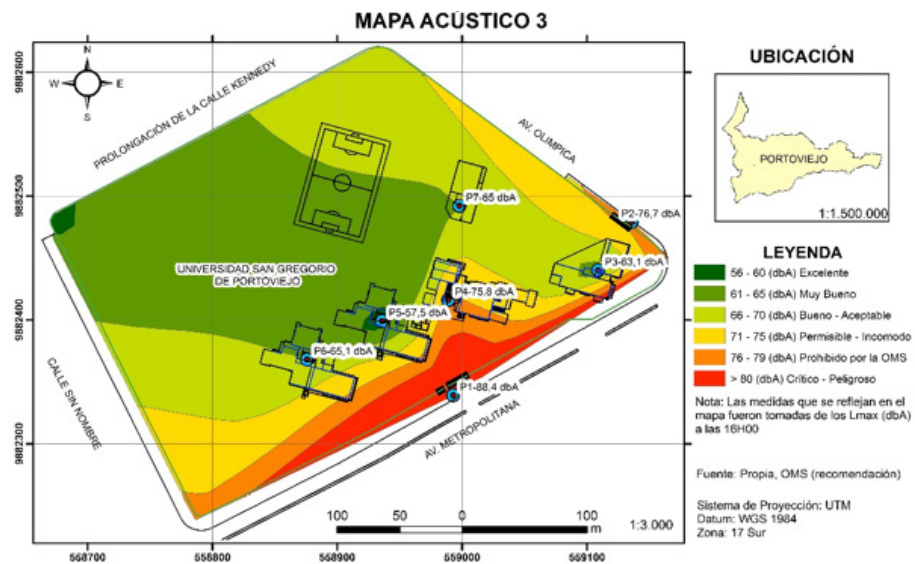 MAPA ACÚSTICO 3
N
W
E
S
9882600
9882500
9882400
9882300
PROLONGACIÓN DE LA CALLE KENNEDY
AV. OLIMPICA
P7-65 dbA
P2-76,7 dbA
P3-63,1 dbA
UNIVERSIDAD SAN GREGORIO
DE PORTOVIEJO
P4-75,8 dbA
P5-57,5 dbA
P6-65,1 dbA
P1-88,4 dbA
CALLE SIN NOMBRE
AV. METROPOLITANA
100
50
0
100
m
1:3.000
568700
568800
568900
559000
559100
UBICACIÓN
PORTOVIEJO
1:1.500.000
LEYENDA
56 - 60 (dbA) Excelente
61 - 65 (dbA) Muy Bueno
66 - 70 (dbA) Bueno - Aceptable
71 - 75 (dbA) Permisible - Incomodo
76 - 79 (dbA) Prohibido por la OMS
> 80 (dbA) Crítico - Peligroso
Nota: Las medidas que se reflejan en el
mapa fueron tomadas de los Lmax (dbA)
a las 16H00
Fuente: Propia, OMS (recomendación)
Sistema de Proyección: UTM
Datum: WGS 1984
Zona: 17 Sur